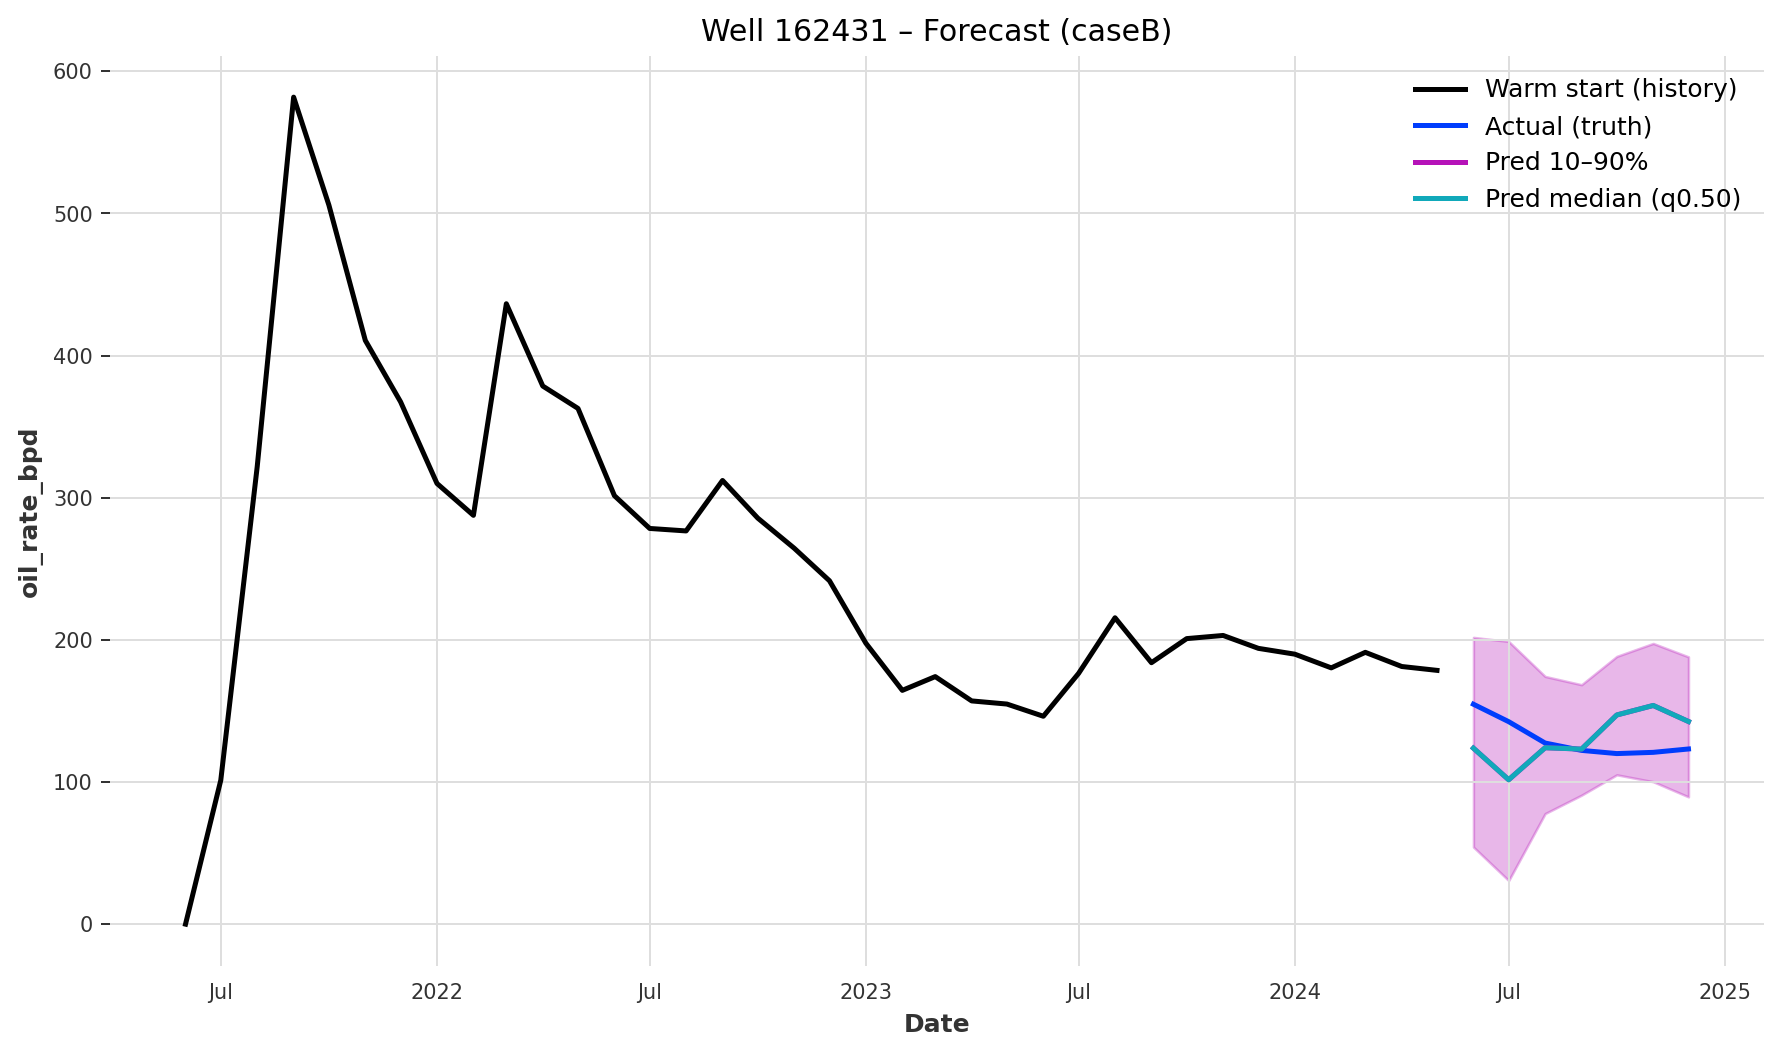 Well 162431 – Forecast (caseB)
Warm start (history)
Actual (truth)
Pred 10–90%
Pred median (q0.50)
oil_rate_bpd
600
500
400
300
200
100
0
Jul 2022 Jul 2023 Jul 2024 Jul 2025
Date